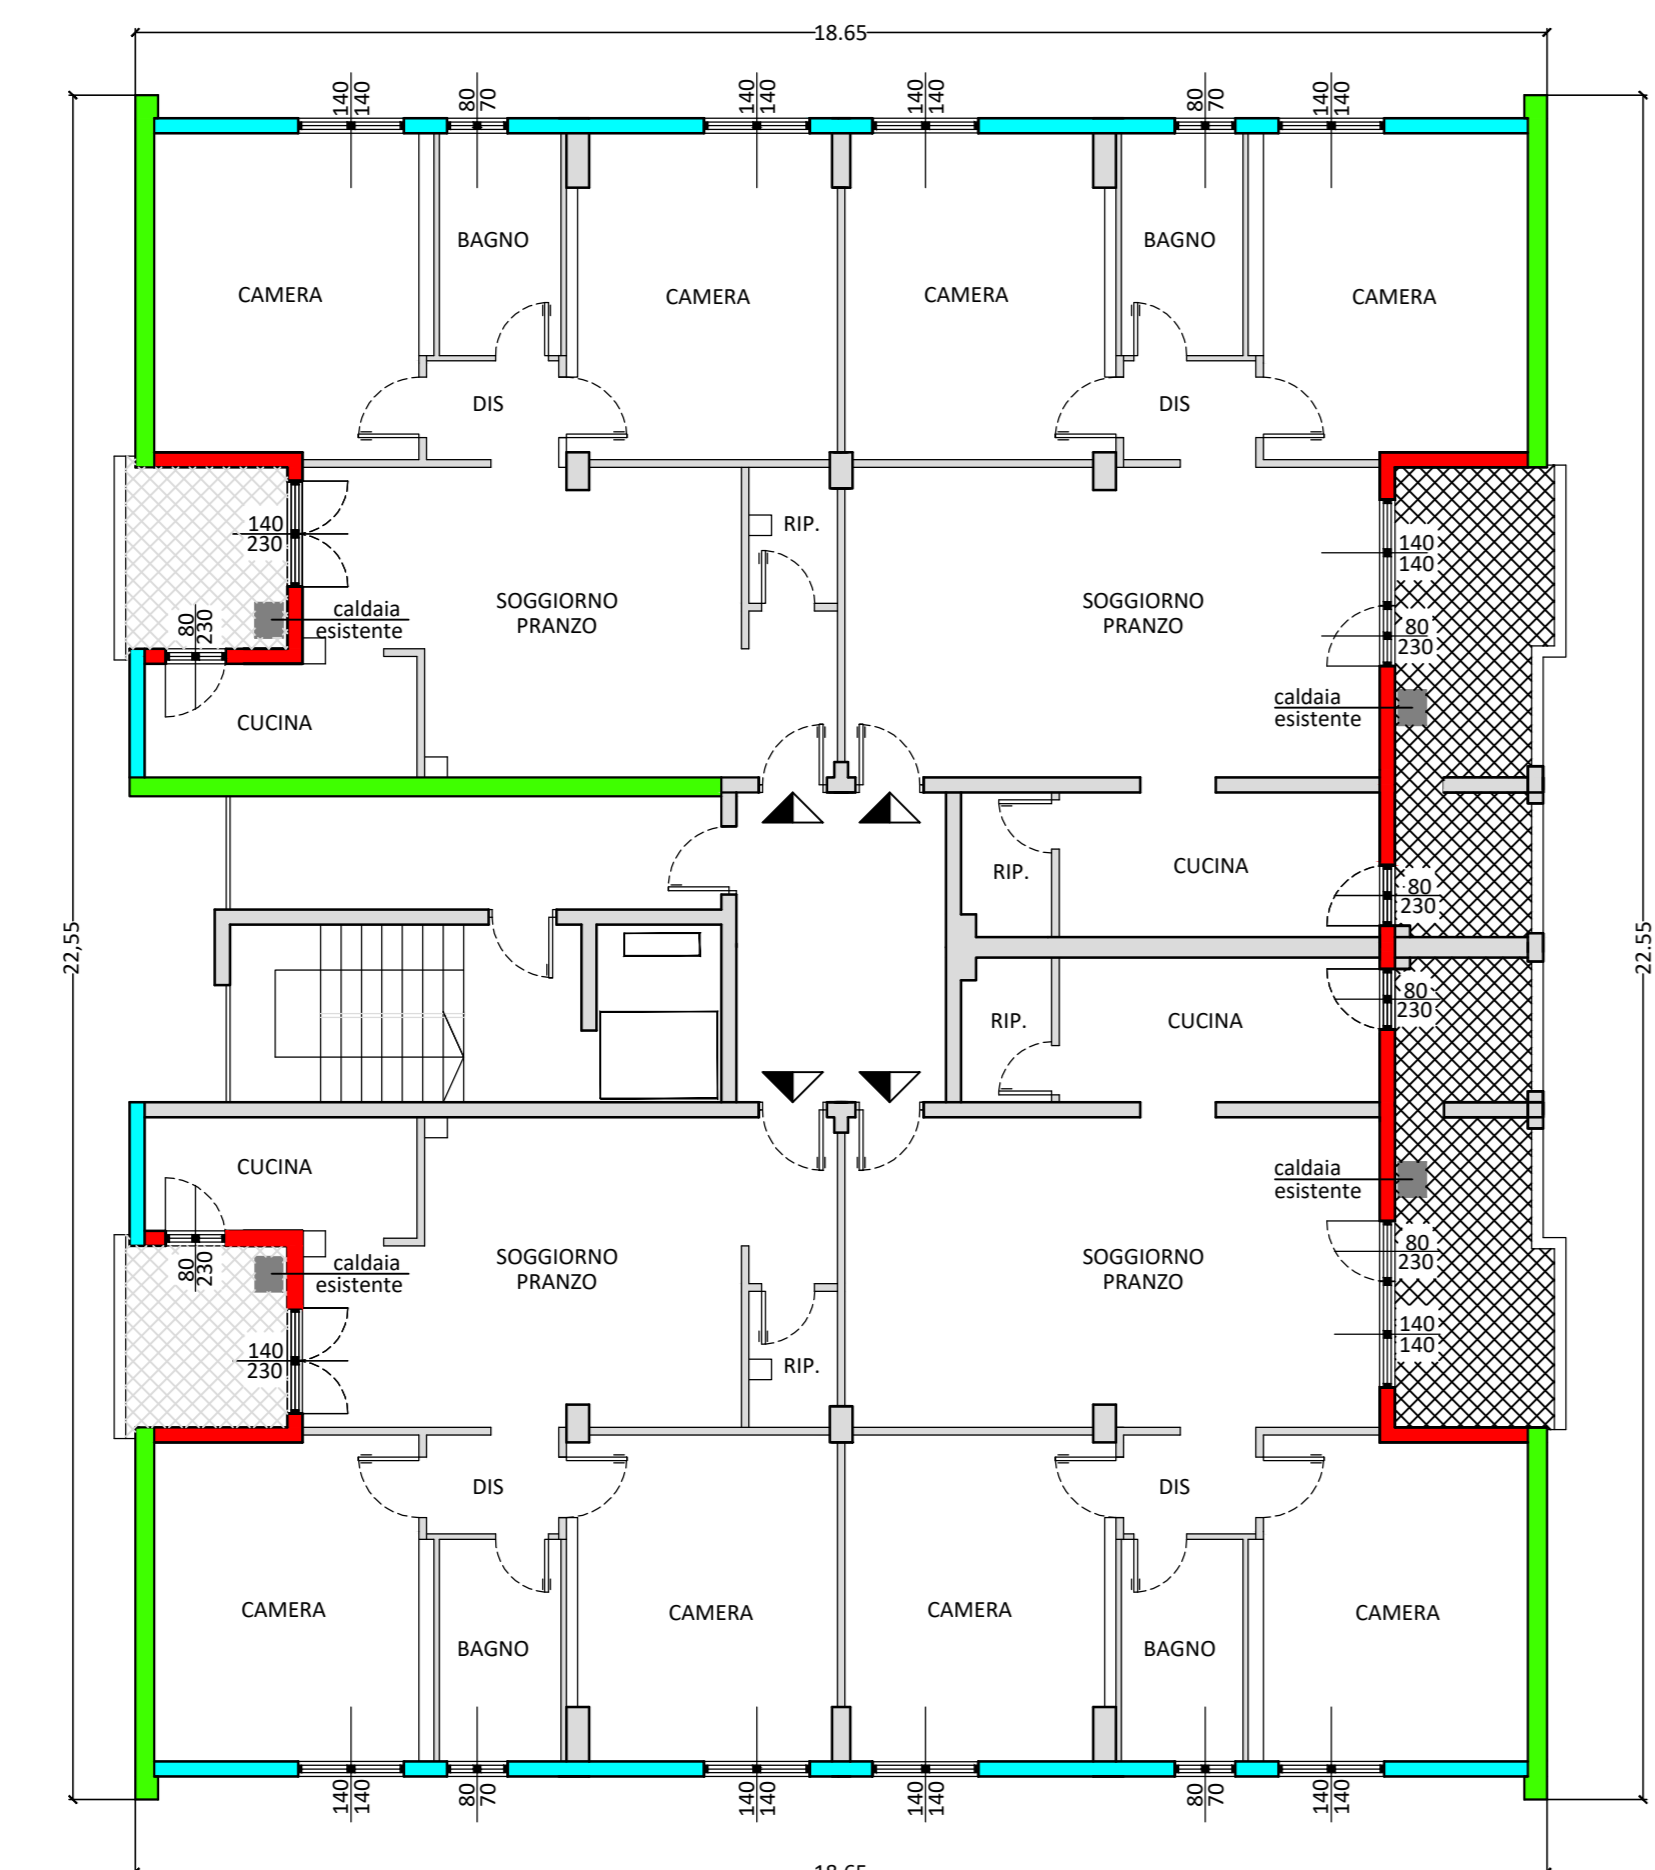 18.65
140
140
80
70
140
140
140
140
80
70
140
140
BAGNO
BAGNO
CAMERA
CAMERA
CAMERA
CAMERA
DIS
DIS
140
230
RIP.
140
140
SOGGIORNO
PRANZO
SOGGIORNO
PRANZO
80
230
caldaia
esistente
80
230
caldaia
esistente
CUCINA
RIP.
CUCINA
80
230
22,55
22.55
80
230
RIP.
CUCINA
CUCINA
caldaia
esistente
80
230
caldaia
esistente
SOGGIORNO
PRANZO
SOGGIORNO
PRANZO
80
230
140
230
RIP.
140
140
DIS
DIS
CAMERA
CAMERA
CAMERA
CAMERA
BAGNO
BAGNO
140
140
80
70
140
140
140
140
80
70
140
140
18.65